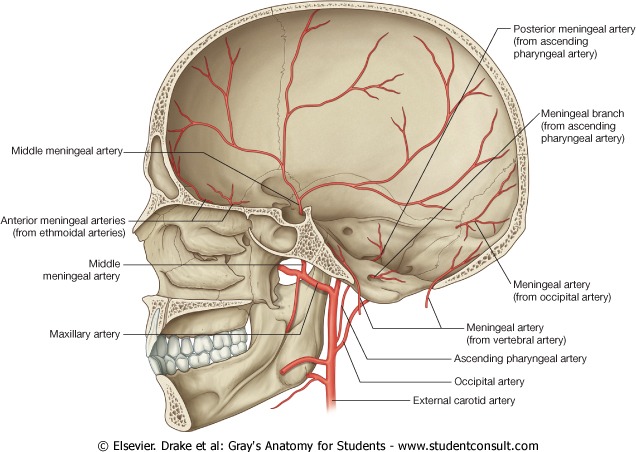 Posterior meningeal artery
(from ascending
pharyngeal artery)
Meningeal branch
(from ascending
pharyngeal artery)
Middle meningeal artery
Anterior meningeal arteries
(from ethmoidal arteries)
Middle
meningeal artery
Meningeal artery
(from occipital artery)
Maxillary artery
Meningeal artery
(from vertebral artery)
Ascending pharyngeal artery
Occipital artery
External carotid artery
© Elsevier. Drake et al: Gray's Anatomy for Students - www.studentconsult.com